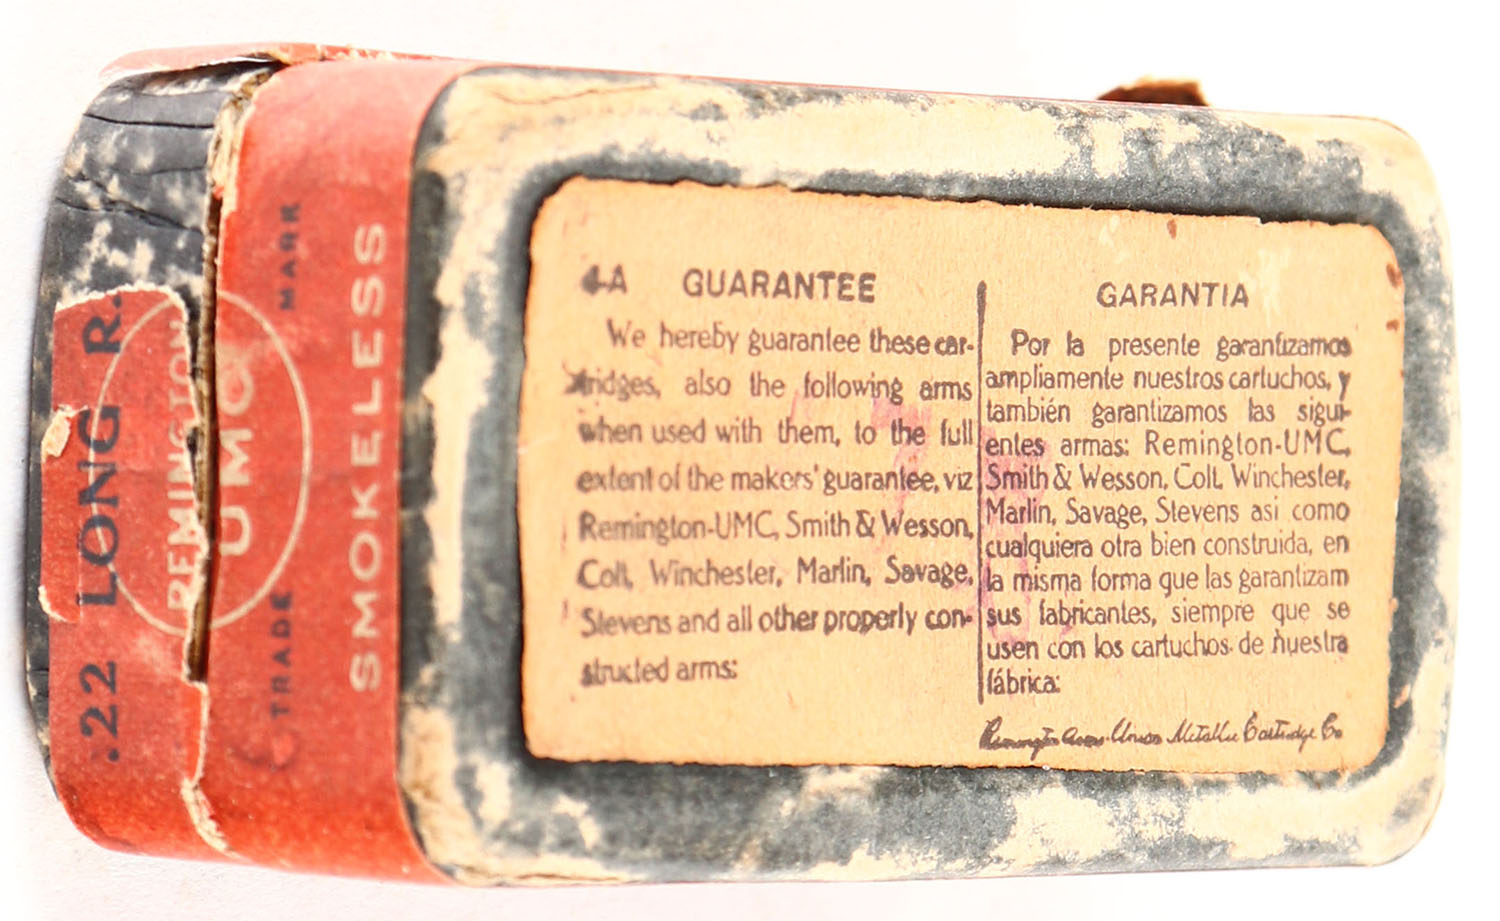 4-A GUARANTEE
We hereby guarantee these car-
tridges, also the following arms
when used with them, to the full
extent of the makers' guarantee, viz
Remington-UMC, Smith & Wesson,
Colt, Winchester, Marlin, Savage,
Stevens and all other properly con-
structed arms:
GARANTIA
Por la presente garantizamos
ampliamente nuestros cartuchos, y
también garantizamos las sigui-
entes armas: Remington-UMC,
Smith & Wesson, Colt, Winchester,
Marlin, Savage, Stevens asi como
cualquiera otra bien construida, en
la misma forma que las garantizam
sus fabricantes, siempre que se
usen con los cartuchos de nuestra
fábrica:
Remington Arms-Union Metallic Cartridge Co
.22 LONG R.
REMINGTON
UMC
TRADE MARK
SMOKELESS